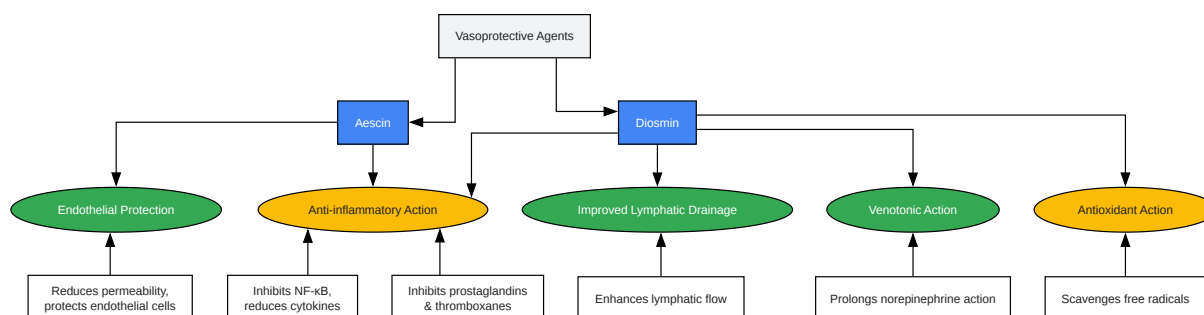 Vasoprotective Agents
Aescin
Diosmin
Endothelial Protection
Anti-inflammatory Action
Improved Lymphatic Drainage
Venotonic Action
Antioxidant Action
Reduces permeability,
protects endothelial cells
Inhibits NF-κB,
reduces cytokines
Inhibits prostaglandins
& thromboxanes
Enhances lymphatic flow
Prolongs norepinephrine action
Scavenges free radicals